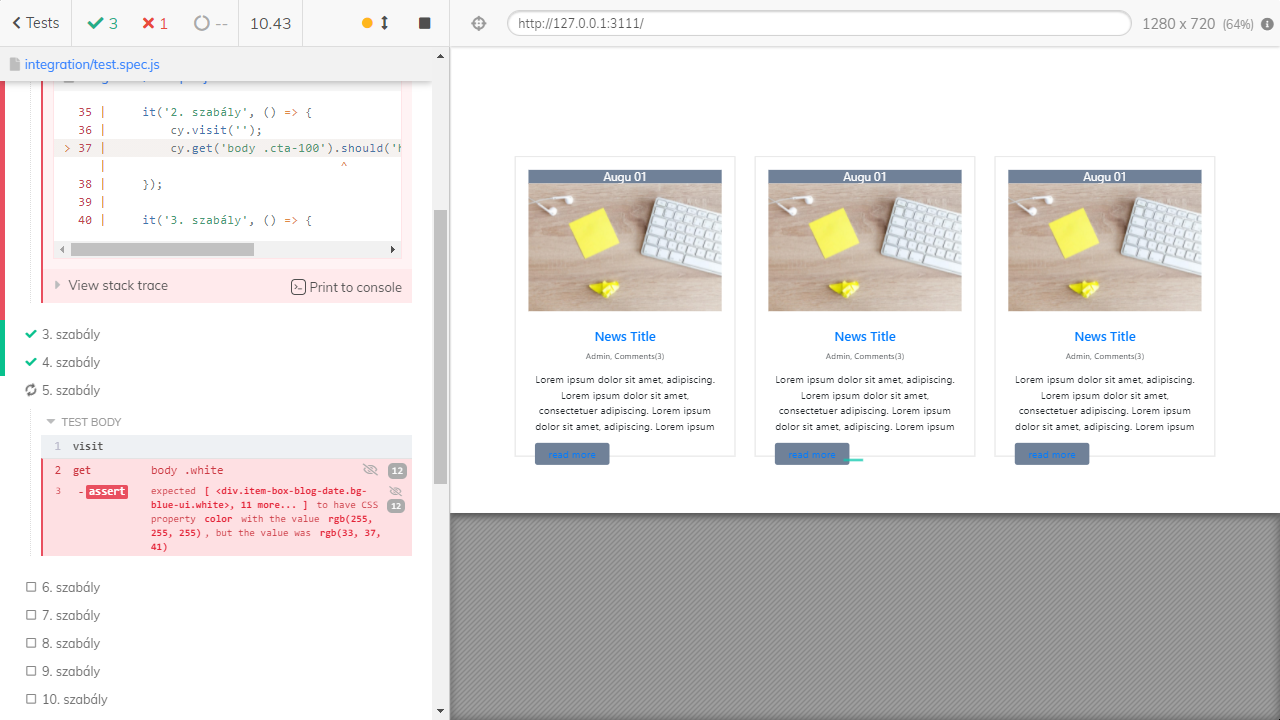 Tests
3
1
--
10.43
http://127.0.0.1:3111/
1280 x 720 (64%)
integration/test.spec.js
35 | it('2. szabály', () => {
36 | cy.visit('');
> 37 | cy.get('body .cta-100').should('h
| ^
38 | });
39 |
40 | it('3. szabály', () => {
View stack trace
Print to console
3. szabály
4. szabály
5. szabály
TEST BODY
1 visit
2 get body .white 12
3 - assert expected [ <div.item-box-blog-date.bg-
blue-ui.white>, 11 more... ] to have CSS 12
property color with the value rgb(255,
255, 255) , but the value was rgb(33, 37,
41)
6. szabály
7. szabály
8. szabály
9. szabály
10. szabály
Augu 01
News Title
Admin, Comments(3)
Lorem ipsum dolor sit amet, adipiscing.
Lorem ipsum dolor sit amet,
consectetuer adipiscing. Lorem ipsum
dolor sit amet, adipiscing. Lorem ipsum
read more
Augu 01
News Title
Admin, Comments(3)
Lorem ipsum dolor sit amet, adipiscing.
Lorem ipsum dolor sit amet,
consectetuer adipiscing. Lorem ipsum
dolor sit amet, adipiscing. Lorem ipsum
read more
Augu 01
News Title
Admin, Comments(3)
Lorem ipsum dolor sit amet, adipiscing.
Lorem ipsum dolor sit amet,
consectetuer adipiscing. Lorem ipsum
dolor sit amet, adipiscing. Lorem ipsum
read more